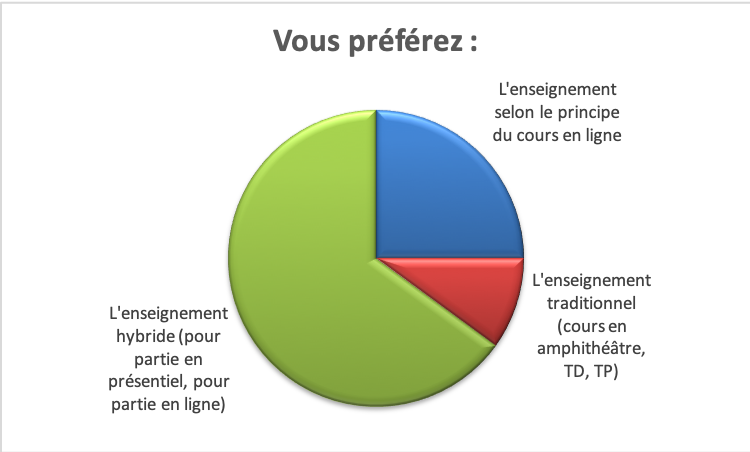 Vous préférez :
L'enseignement
selon le principe
du cours en ligne
L'enseignement
traditionnel
(cours en
amphithéâtre,
TD, TP)
L'enseignement
hybride (pour
partie en
présentiel, pour
partie en ligne)